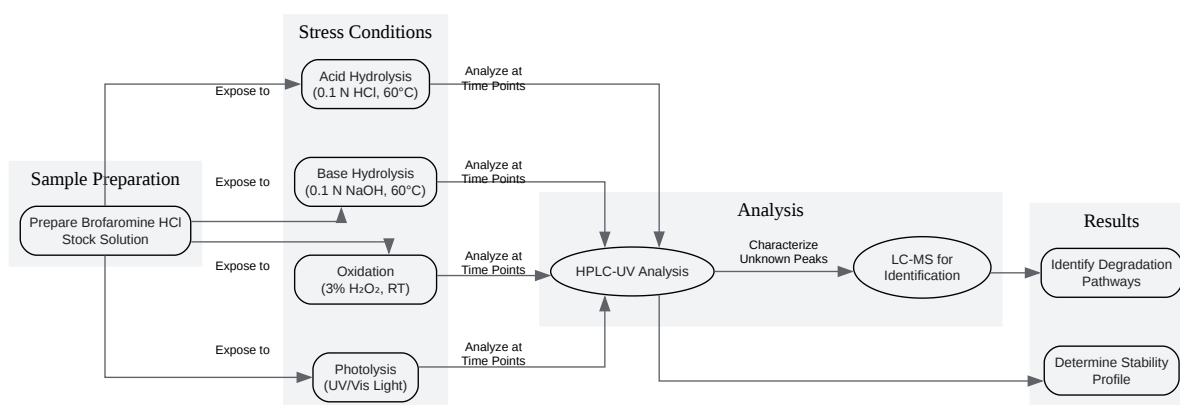 Stress Conditions
Acid Hydrolysis
(0.1 N HCl, 60°C)
Analyze at
Time Points
Expose to
Sample Preparation
Prepare Brofaromine HCl
Stock Solution
Expose to
Base Hydrolysis
(0.1 N NaOH, 60°C)
Analyze at
Time Points
Expose to
Oxidation
(3% H₂O₂, RT)
Analyze at
Time Points
Expose to
Photolysis
(UV/Vis Light)
Analyze at
Time Points
Analysis
HPLC-UV Analysis
Characterize
Unknown Peaks
LC-MS for
Identification
Results
Identify Degradation
Pathways
Determine Stability
Profile